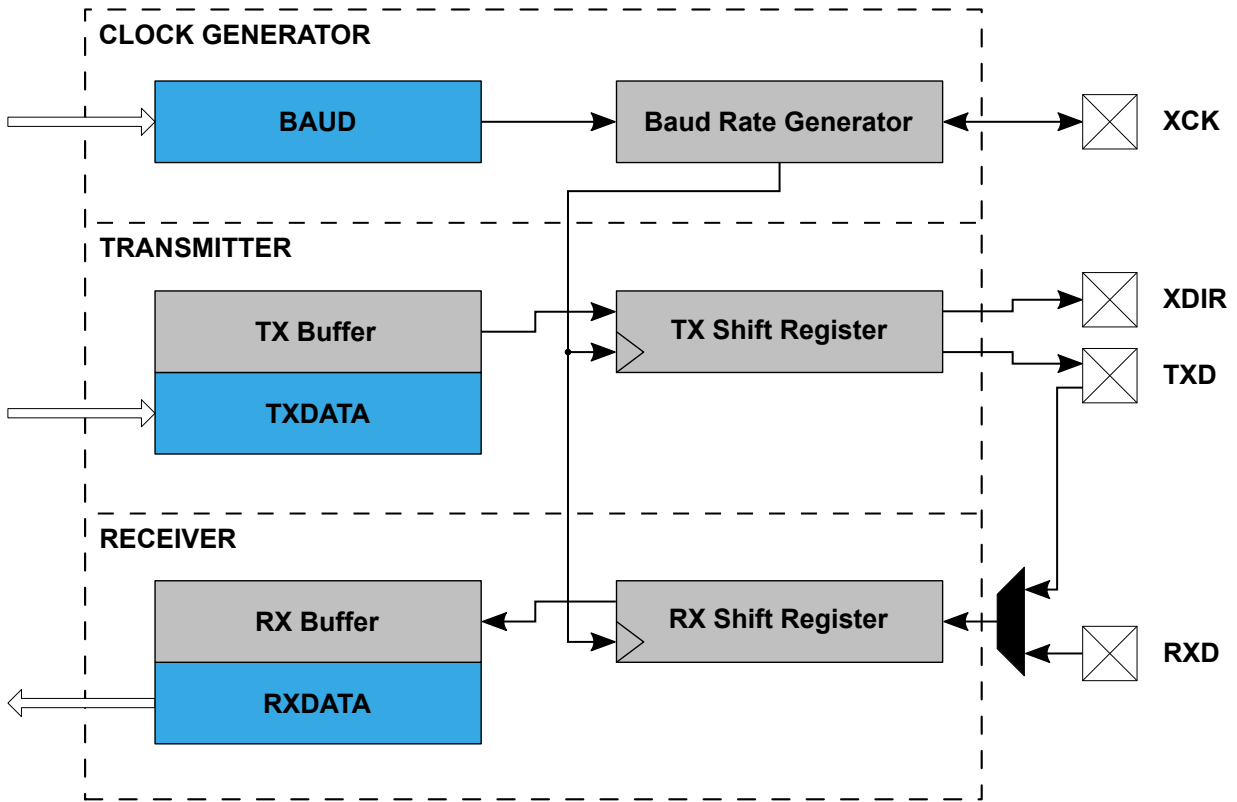 CLOCK GENERATOR
BAUD
Baud Rate Generator
XCK
TRANSMITTER
TX Buffer
TX Shift Register
XDIR
TXD
TXDATA
RECEIVER
RX Buffer
RX Shift Register
RXD
RXDATA